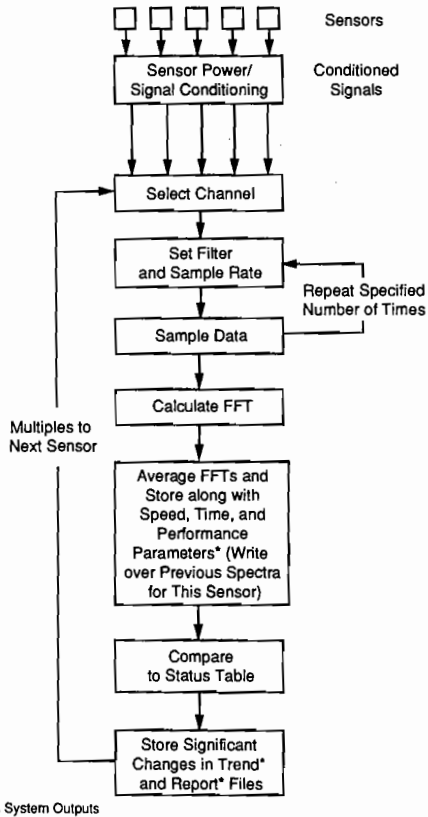 Sensors
Sensor Power/
Signal Conditioning
Conditioned
Signals
Select Channel
Set Filter
and Sample Rate
Repeat Specified
Number of Times
Sample Data
Calculate FFT
Multiples to
Next Sensor
Average FFTs and
Store along with
Speed, Time, and
Performance
Parameters* (Write
over Previous Spectra
for This Sensor)
Compare
to Status Table
Store Significant
Changes in Trend*
and Report* Files
System Outputs